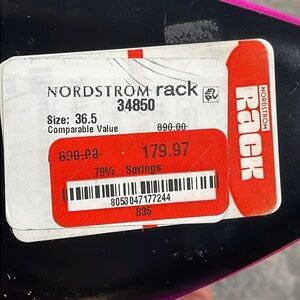 NORDSTROM rack
34850
Size: 36.5
Comparable Value 890.00
890.00 179.97
79% Savings
8053047177244
835
NORDSTROM
Rack